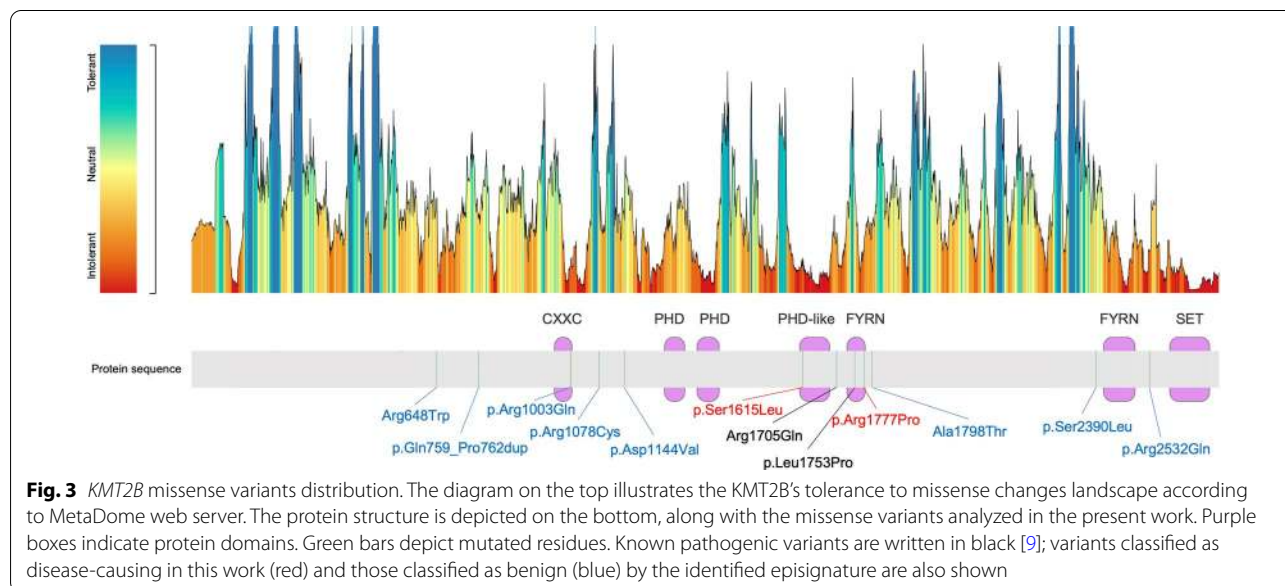 Tolerant
Neutral
Intolerant
CXXC PHD PHD PHD-like FYRN FYRN SET
Protein sequence
Arg648Trp
p.Gln759_Pro762dup
p.Arg1003Gln
p.Arg1078Cys
p.Asp1144Val
p.Ser1615Leu
Arg1705Gln
p.Leu1753Pro
p.Arg1777Pro
Ala1798Thr
p.Ser2390Leu
p.Arg2532Gln
Fig. 3 KMT2B missense variants distribution. The diagram on the top illustrates the KMT2B's tolerance to missense changes landscape according
to MetaDome web server. The protein structure is depicted on the bottom, along with the missense variants analyzed in the present work. Purple
boxes indicate protein domains. Green bars depict mutated residues. Known pathogenic variants are written in black [9]; variants classified as
disease-causing in this work (red) and those classified as benign (blue) by the identified episignature are also shown